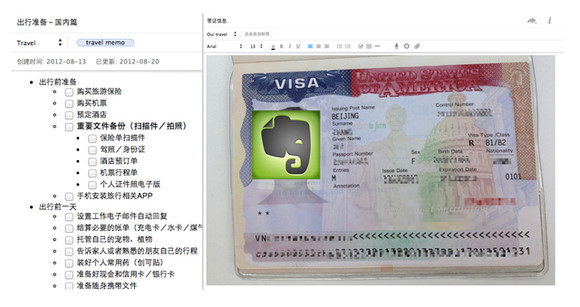 出行准备 – 国内篇
Travel
travel memo
创建时间: 2012-08-13 已更新: 2012-08-20
出行前准备
购买旅游保险
购买机票
预定酒店
重要文件备份（扫描件／拍照）
保险单扫描件
驾照／身份证
酒店预订单
机票行程单
个人证件照电子版
手机安装旅行相关APP
出行前一天
设置工作电子邮件自动回复
结算必要的帐单（充电卡／水卡／煤气
托管自己的宠物、植物
告诉家人或者熟悉的朋友自己的行程
装好个人常用药（创可贴）
准备好现金和信用卡／银行卡
准备随身携带文件
签证信息
Our travel
点击添加标签
Arial
13
VISA UNITED STATES OF AMERICA
Issuing Post Name
Control Number
BEIJING
Surname
Given Name
Visa Type /Class
R B1/B2
Passport Number
Sex
Birth Date
Nationality
Entries
Issue Date
Expiration Date
M
0101
Annotation